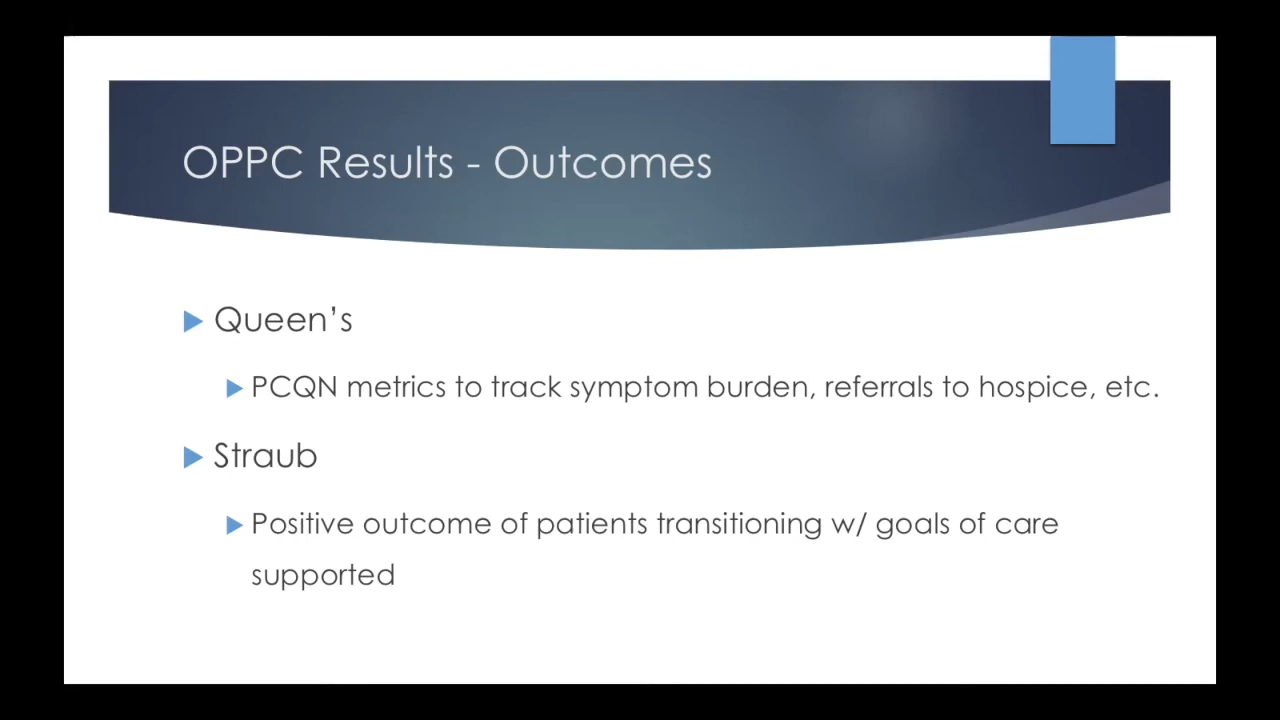 OPPC Results - Outcomes
Queen’s
PCQN metrics to track symptom burden, referrals to hospice, etc.
Straub
Positive outcome of patients transitioning w/ goals of care
supported